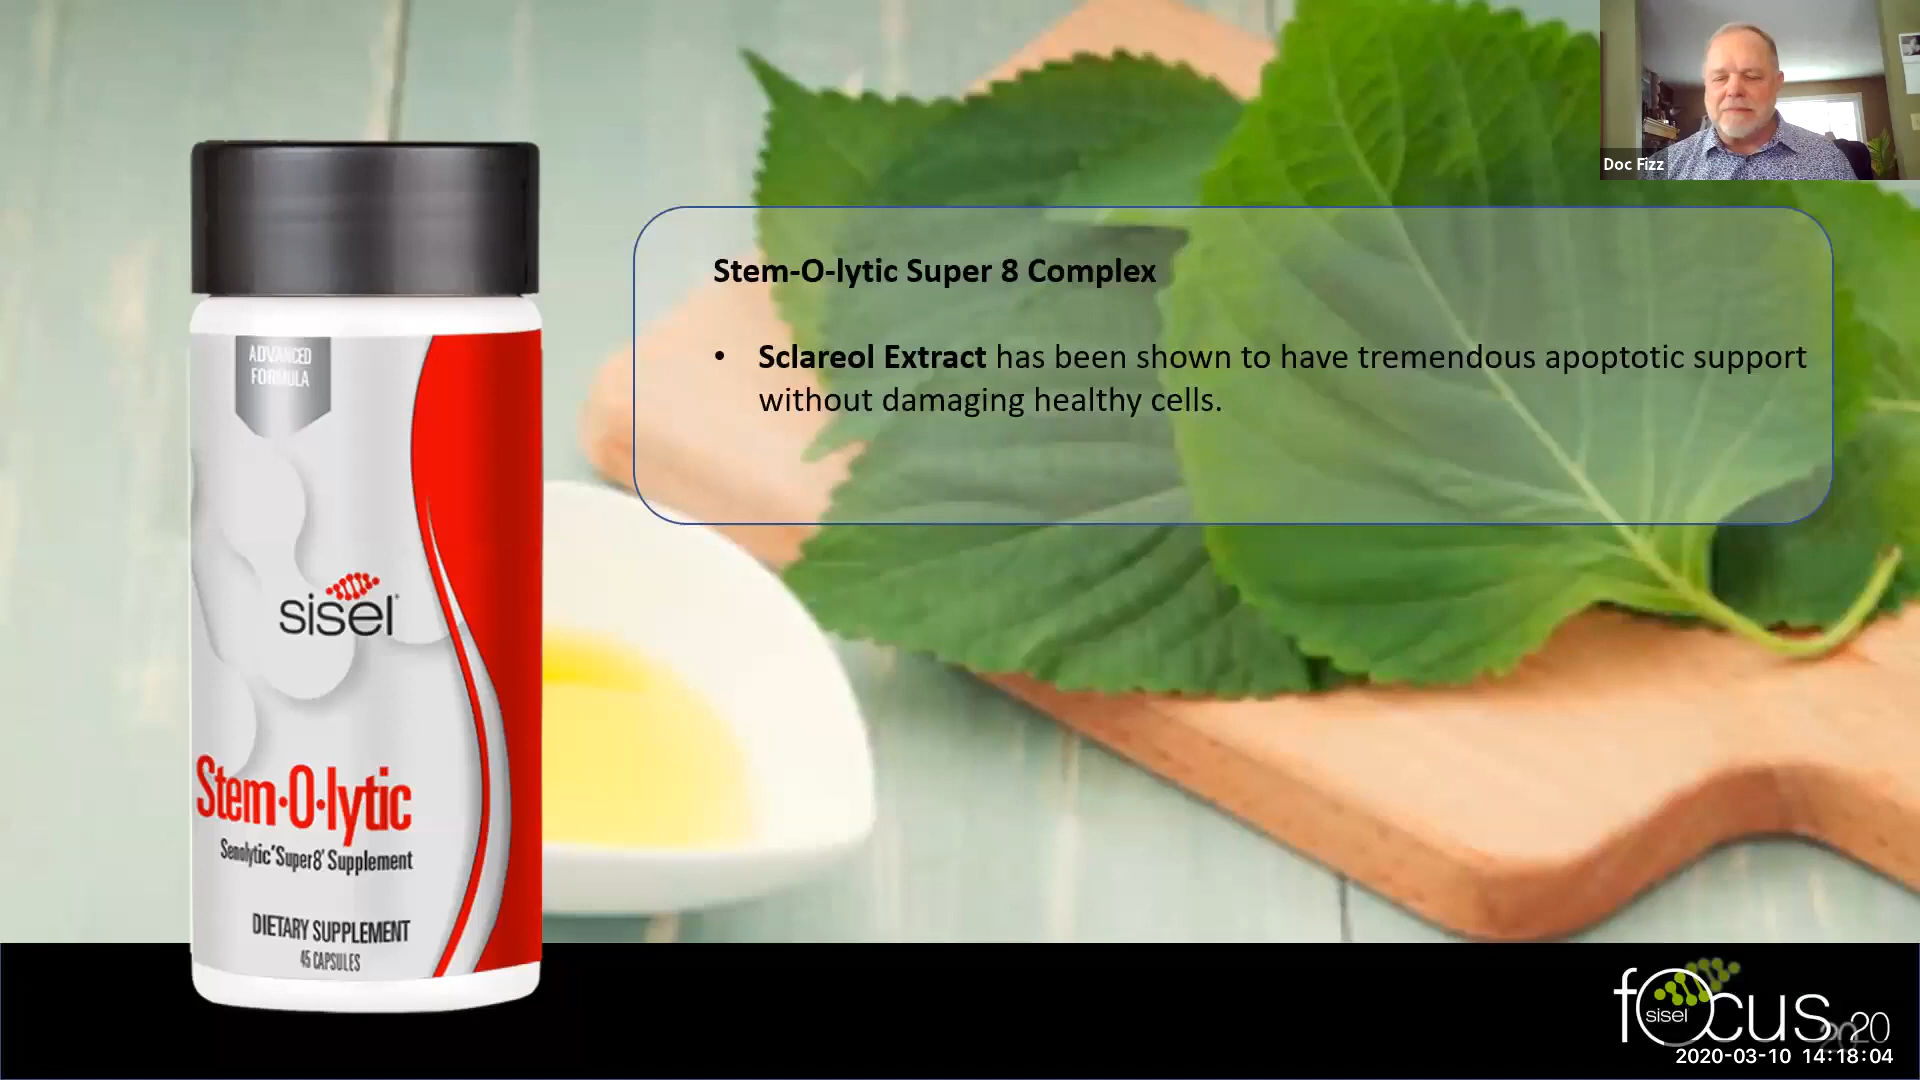 Doc Fizz
Stem-O-lytic Super 8 Complex
• Sclareol Extract has been shown to have tremendous apoptotic support
without damaging healthy cells.
ADVANCED
FORMULA
sisel
Stem·O·lytic
Senolytic 'Super8' Supplement
DIETARY SUPPLEMENT
45 CAPSULES
focus
sisel
2020
2020-03-10 14:18:04